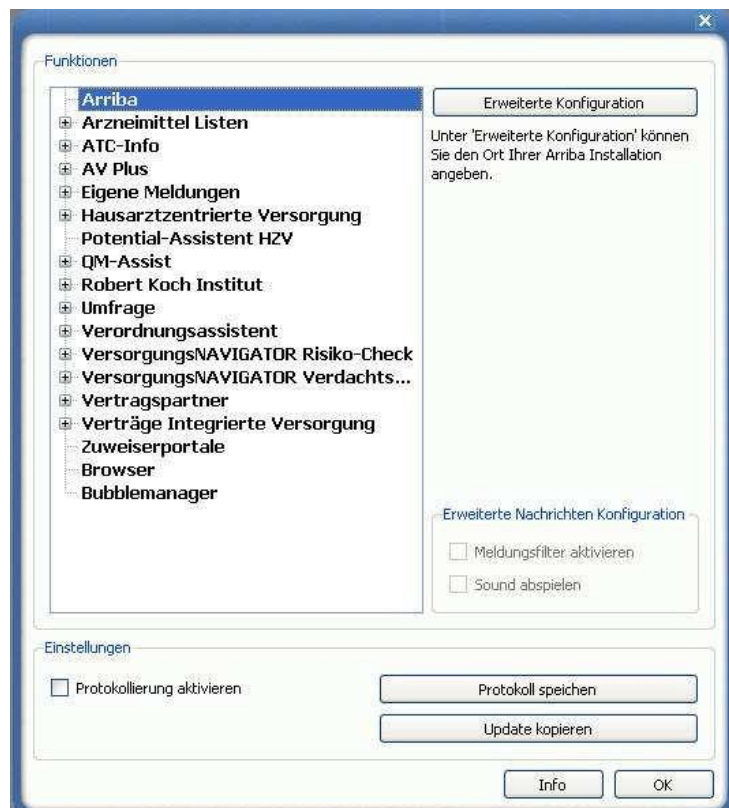 Funktionen
Arriba
Arzneimittel Listen
ATC-Info
AV Plus
Eigene Meldungen
Hausarztzentrierte Versorgung
Potential-Assistent HZV
QM-Assist
Robert Koch Institut
Umfrage
Verordnungsassistent
VersorgungsNAVIGATOR Risiko-Check
VersorgungsNAVIGATOR Verdachts...
Vertragspartner
Verträge Integrierte Versorgung
Zuweiserportale
Browser
Bubblemanager
Erweiterte Konfiguration
Unter 'Erweiterte Konfiguration' können
Sie den Ort Ihrer Arriba Installation
angeben.
Erweiterte Nachrichten Konfiguration
Meldungsfilter aktivieren
Sound abspielen
Einstellungen
Protokollierung aktivieren
Protokoll speichen
Update kopieren
Info
OK